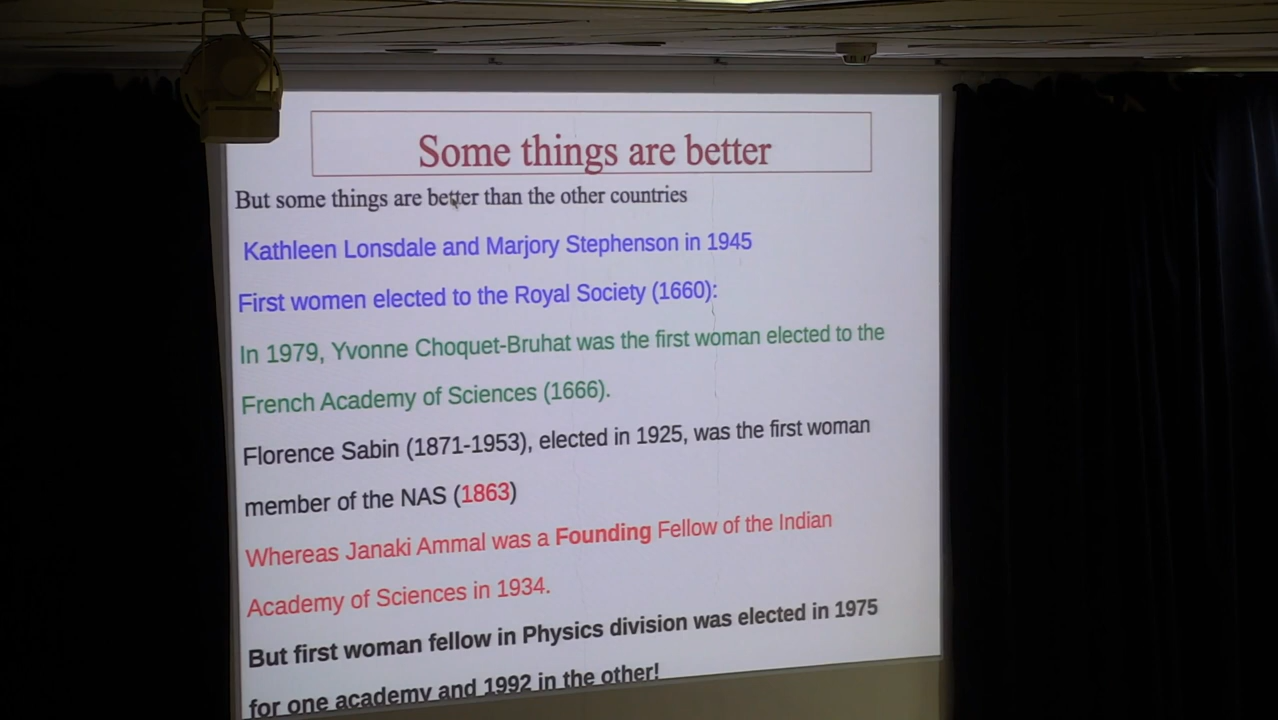 Some things are better
But some things are better than the other countries
Kathleen Lonsdale and Marjory Stephenson in 1945
First women elected to the Royal Society (1660):
In 1979, Yvonne Choquet-Bruhat was the first woman elected to the
French Academy of Sciences (1666).
Florence Sabin (1871-1953), elected in 1925, was the first woman
member of the NAS (1863)
Whereas Janaki Ammal was a Founding Fellow of the Indian
Academy of Sciences in 1934.
But first woman fellow in Physics division was elected in 1975
for one academy and 1992 in the other!